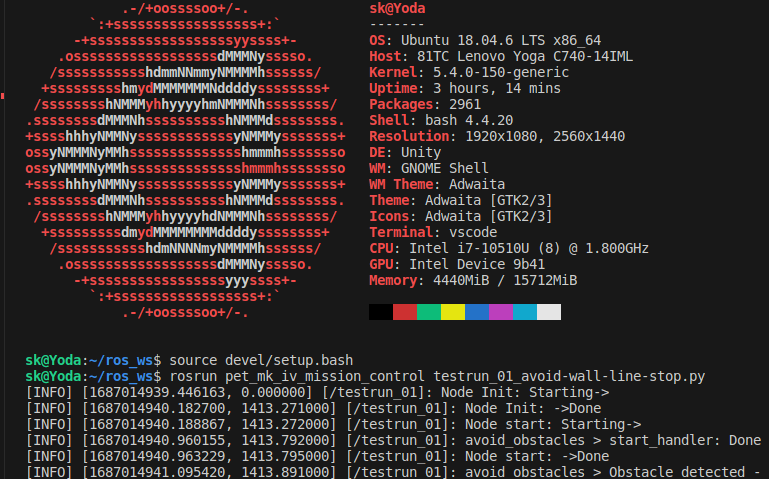 .-/+oossssoo+/-.
`:+ssssssssssssssssss+:`
-+ssssssssssssssssssyyssss+-
.ossssssssssssssssssdMMMNysssso.
/ssssssssssshdmmNNmmyNMMMMhssssss/
+ssssssssshmydMMMMMMMNddddyssssssss+
/sssssssshNMMMyhhyyyyhmNMMMNhssssssss/
.ssssssssdMMMNhsssssssssshNMMMdssssssss.
+sssshhhyNMMNyssssssssssssyNMMMysssssss+
ossyNMMMNyMMhsssssssssssssshmmmhssssssso
ossyNMMMNyMMhsssssssssssssshmmmhssssssso
+sssshhhyNMMNyssssssssssssyNMMMysssssss+
.ssssssssdMMMNhsssssssssshNMMMdssssssss.
/sssssssshNMMMyhhyyyyhdNMMMNhssssssss/
+sssssssssdmydMMMMMMMMddddyssssssss+
/ssssssssssshdmNNNNmyNMMMMhssssss/
.ossssssssssssssssssdMMMNysssso.
-+sssssssssssssssssyyyssss+-
`:+ssssssssssssssssss+:`
.-/+oossssoo+/-.
sk@Yoda
-------
OS: Ubuntu 18.04.6 LTS x86_64
Host: 81TC Lenovo Yoga C740-14IML
Kernel: 5.4.0-150-generic
Uptime: 3 hours, 14 mins
Packages: 2961
Shell: bash 4.4.20
Resolution: 1920x1080, 2560x1440
DE: Unity
WM: GNOME Shell
WM Theme: Adwaita
Theme: Adwaita [GTK2/3]
Icons: Adwaita [GTK2/3]
Terminal: vscode
CPU: Intel i7-10510U (8) @ 1.800GHz
GPU: Intel Device 9b41
Memory: 4440MiB / 15712MiB
sk@Yoda:~/ros_ws$ source devel/setup.bash
sk@Yoda:~/ros_ws$ rosrun pet_mk_iv_mission_control testrun_01_avoid-wall-line-stop.py
[INFO] [1687014939.446163, 0.000000] [/testrun_01]: Node Init: Starting->
[INFO] [1687014940.182700, 1413.271000] [/testrun_01]: Node Init: ->Done
[INFO] [1687014940.188867, 1413.272000] [/testrun_01]: Node start: Starting->
[INFO] [1687014940.960155, 1413.792000] [/testrun_01]: avoid_obstacles > start_handler: Done
[INFO] [1687014940.963229, 1413.795000] [/testrun_01]: Node start: ->Done
[INFO] [1687014941.095420, 1413.891000] [/testrun_01]: avoid obstacles > Obstacle detected -